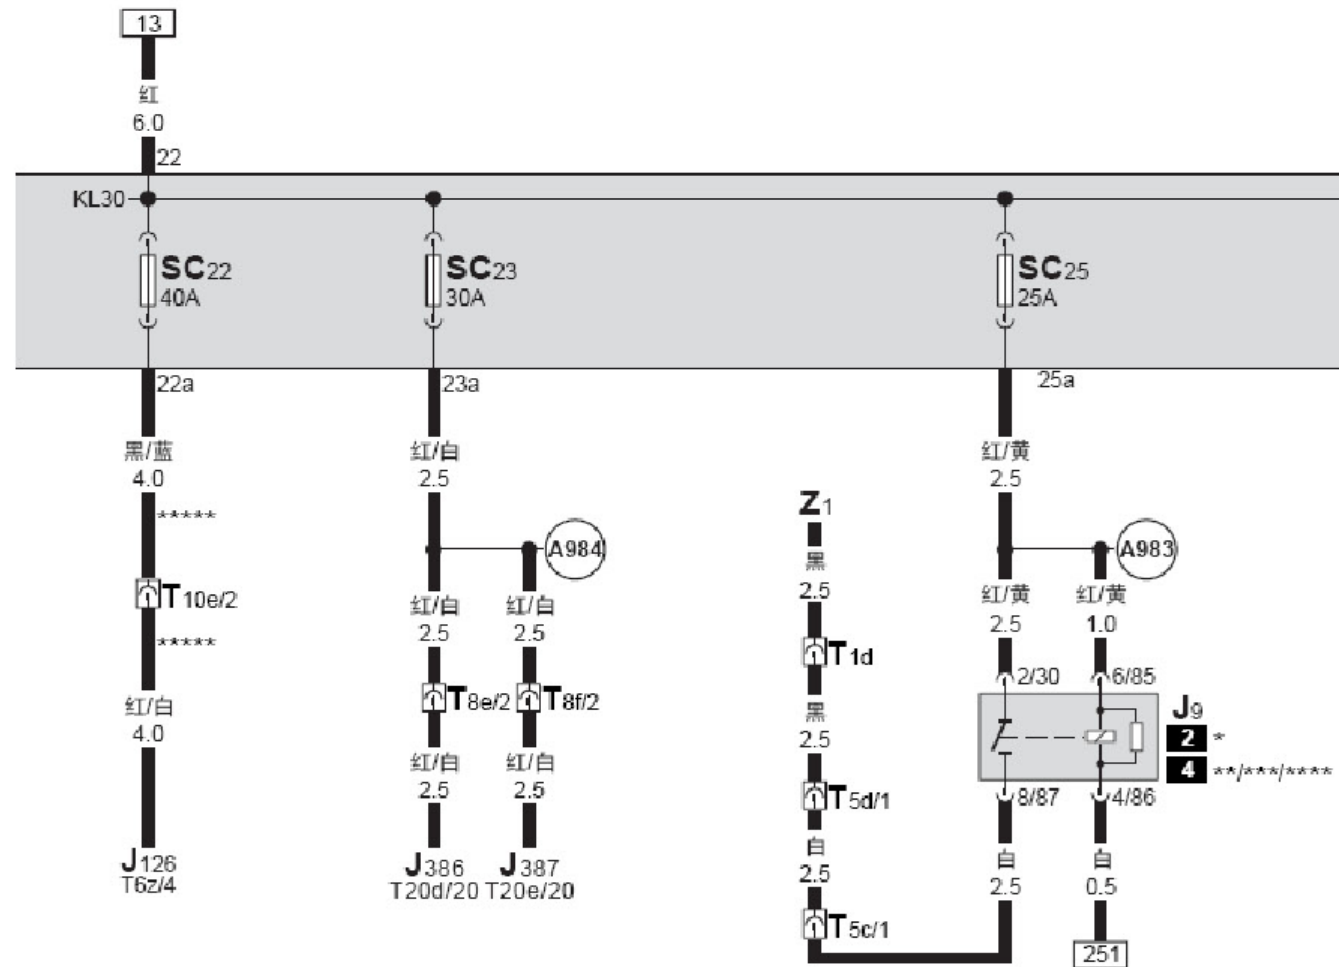 13
红
6.0
22
KL30
SC22
40A
SC23
30A
SC25
25A
22a
23a
25a
黑/蓝
4.0
*****
T10e/2
*****
红/白
4.0
J126
T6z/4
红/白
2.5
A984
红/白
2.5
红/白
2.5
T8e/2
T8f/2
红/白
2.5
红/白
2.5
J386
T20d/20
J387
T20e/20
Z1
黑
2.5
T1d
黑
2.5
T5d/1
白
2.5
T5c/1
红/黄
2.5
A983
红/黄
2.5
红/黄
1.0
2/30
6/85
J9
2 *
4 **/***/****
8/87
4/86
白
2.5
白
0.5
251